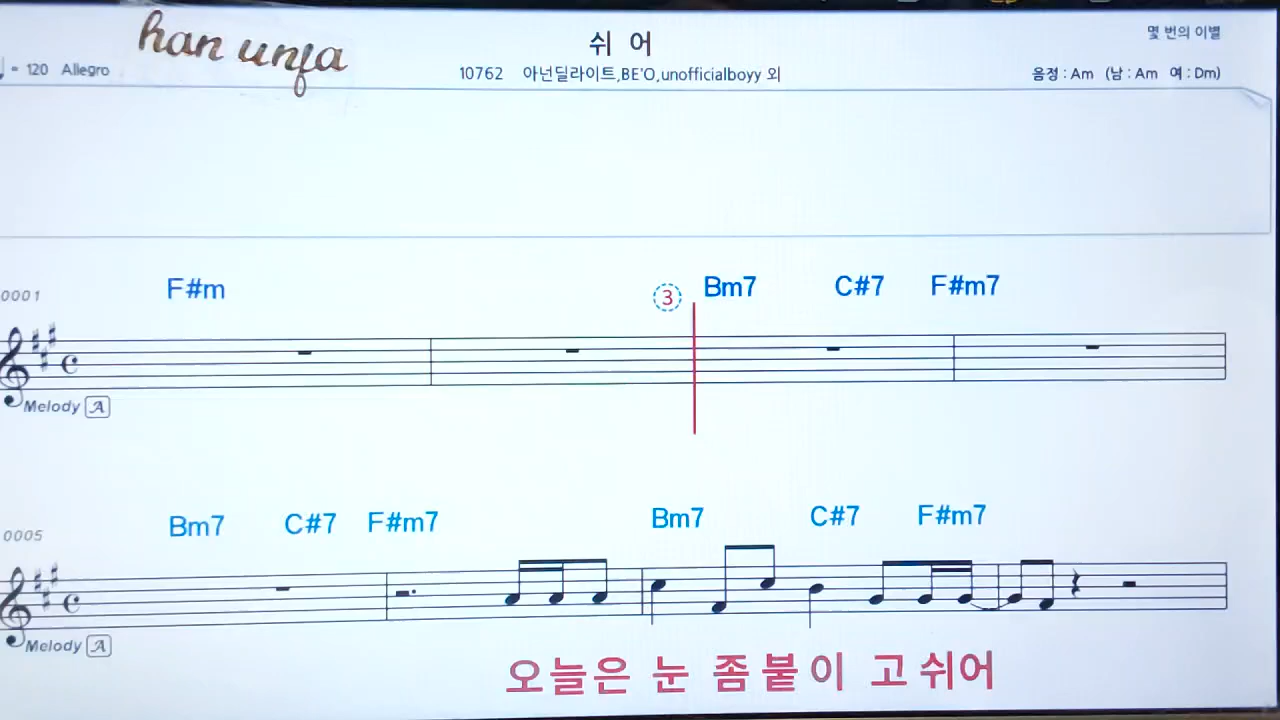 han unfa
쉬 어
몇 번의 이별
= 120 Allegro
10762 아넌딜라이트,BE'O,unofficialboyy 외
음정 : Am (남 : Am 여 : Dm)
0001 F#m ③ Bm7 C#7 F#m7
Melody A
0005 Bm7 C#7 F#m7 Bm7 C#7 F#m7
Melody A
오늘은 눈 좀 붙 이 고 쉬어